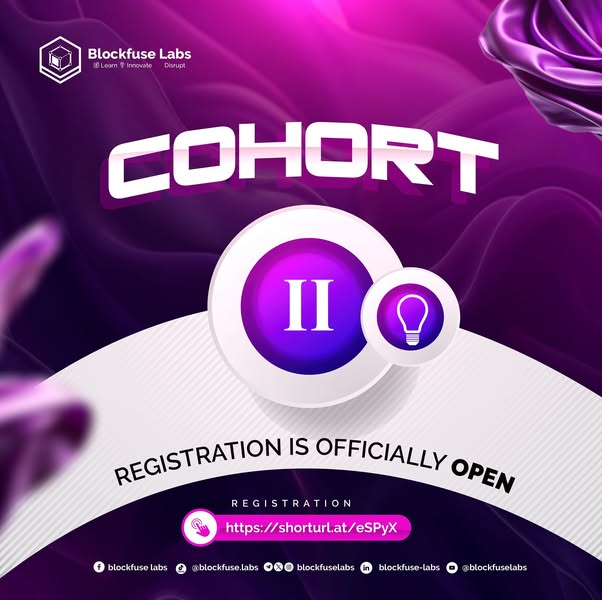 Blockfuse Labs
Learn Innovate Disrupt
COHORT
II
REGISTRATION IS OFFICIALLY OPEN
REGISTRATION
https://shorturl.at/eSPyX
blockfuse labs @blockfuse.labs blockfuselabs blockfuse-labs @blockfuselabs